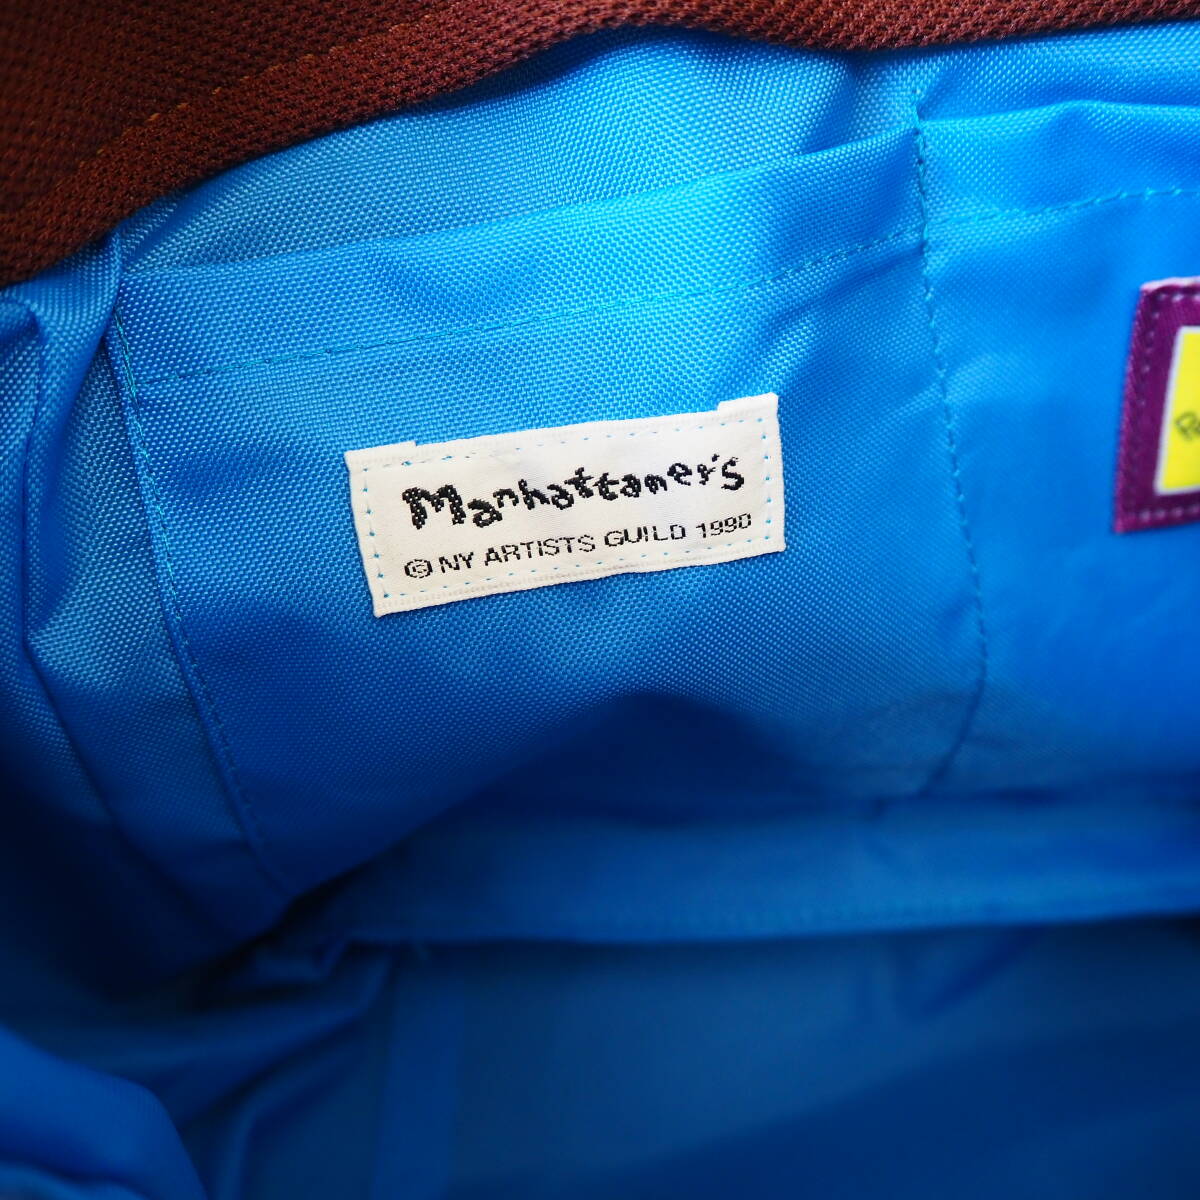 Manhattaner's
© NY ARTISTS GUILD 1990